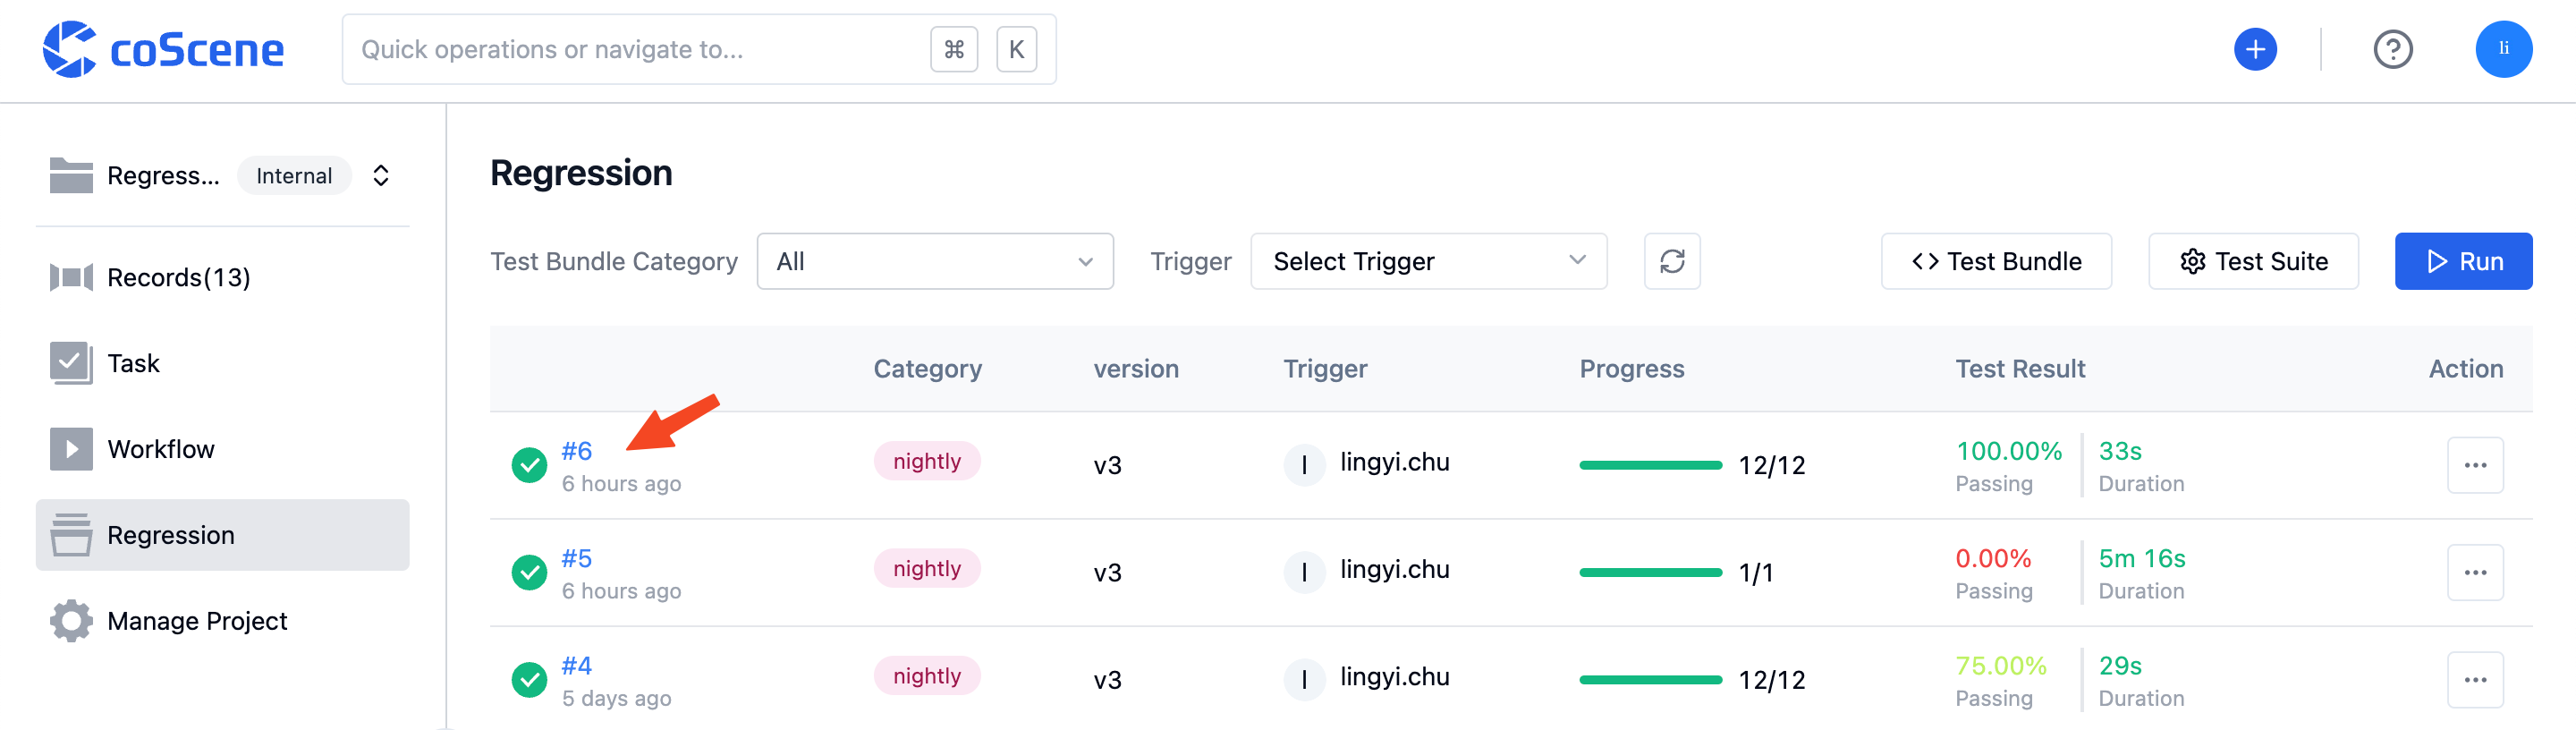 coScene
Quick operations or navigate to...
⌘ K
li
Regress... Internal
Records(13)
Task
Workflow
Regression
Manage Project
Regression
Test Bundle Category All Trigger Select Trigger
Test Bundle Test Suite Run
Category version Trigger Progress Test Result Action
#6 nightly v3 l lingyi.chu 12/12 100.00% 33s ...
6 hours ago Passing Duration
#5 nightly v3 l lingyi.chu 1/1 0.00% 5m 16s ...
6 hours ago Passing Duration
#4 nightly v3 l lingyi.chu 12/12 75.00% 29s ...
5 days ago Passing Duration